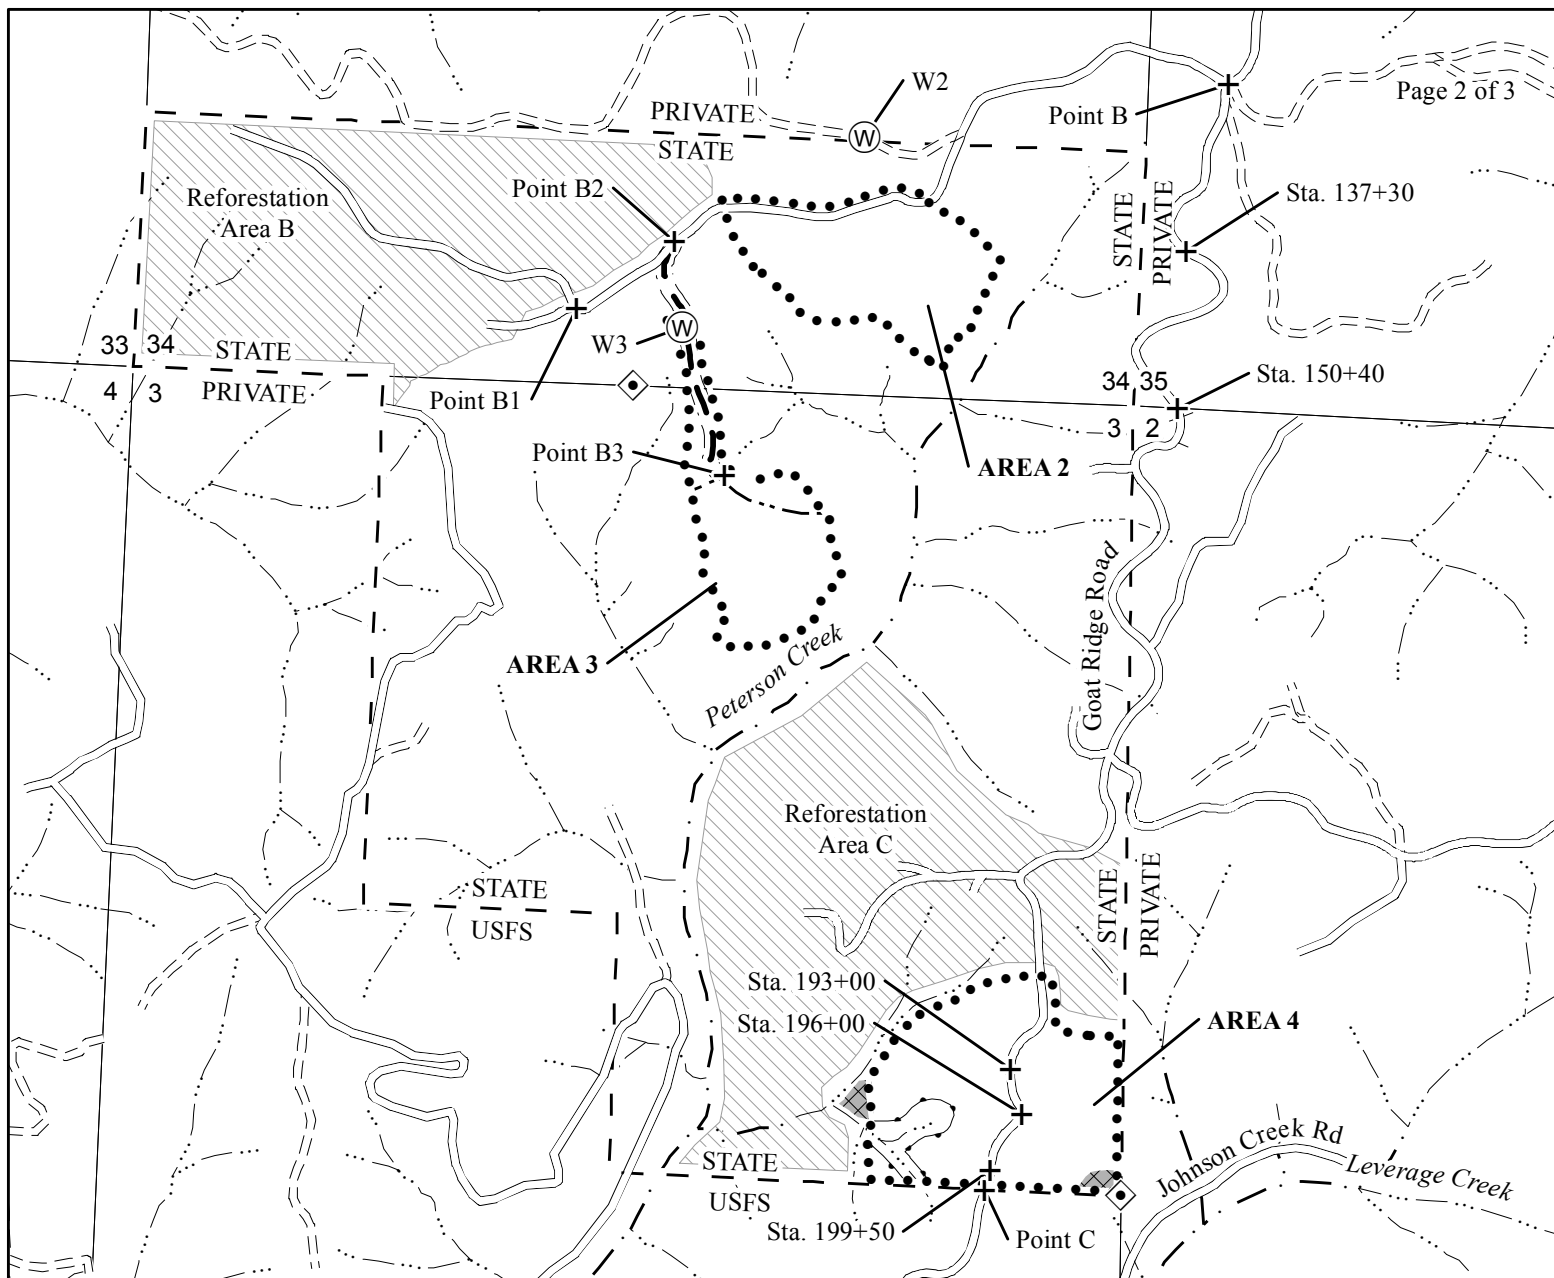 W2
Page 2 of 3
Point B
PRIVATE
W
STATE
Point B2
Reforestation
Area B
STATE
PRIVATE
Sta. 137+30
33 34
STATE
W
W3
4 3
PRIVATE
Point B1
34 35
Sta. 150+40
3 2
Point B3
AREA 2
AREA 3
Peterson Creek
Goat Ridge Road
Reforestation
Area C
STATE
USFS
STATE
PRIVATE
Sta. 193+00
Sta. 196+00
AREA 4
STATE
USFS
Johnson Creek Rd
Leverage Creek
Sta. 199+50
Point C